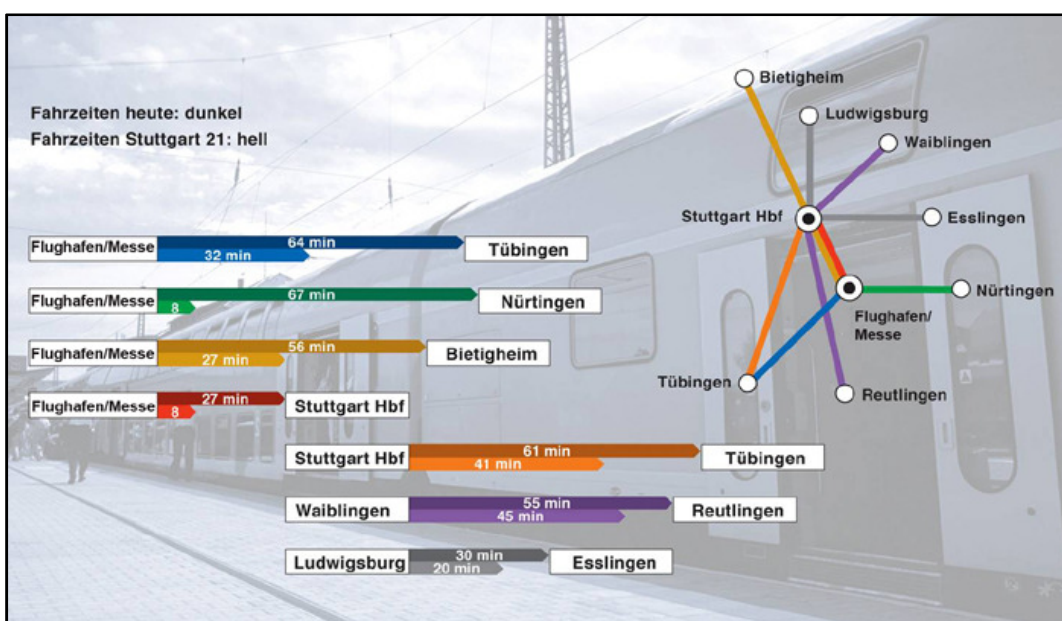 Fahrzeiten heute: dunkel
Fahrzeiten Stuttgart 21: hell
Flughafen/Messe 64 min Tübingen
32 min
Flughafen/Messe 67 min Nürtingen
8
Flughafen/Messe 56 min Bietigheim
27 min
Flughafen/Messe 27 min Stuttgart Hbf
8
Stuttgart Hbf 61 min Tübingen
41 min
Waiblingen 55 min Reutlingen
45 min
Ludwigsburg 30 min Esslingen
20 min
Bietigheim
Ludwigsburg
Waiblingen
Stuttgart Hbf
Esslingen
Nürtingen
Flughafen/
Messe
Tübingen
Reutlingen